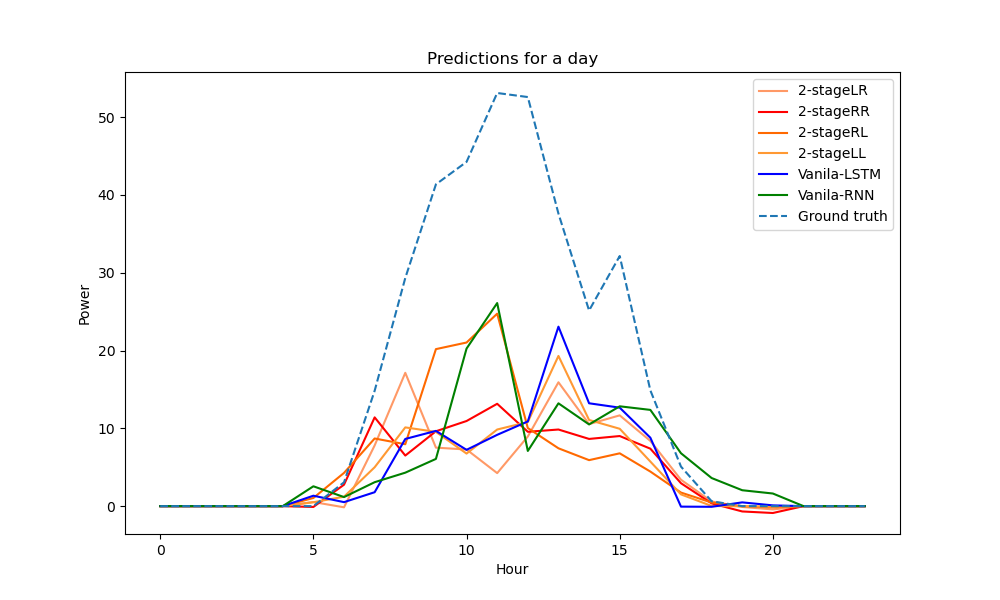 Predictions for a day
2-stageLR
2-stageRR
2-stageRL
2-stageLL
Vanila-LSTM
Vanila-RNN
Ground truth
50
40
30
20
10
0
Power
0 5 10 15 20
Hour